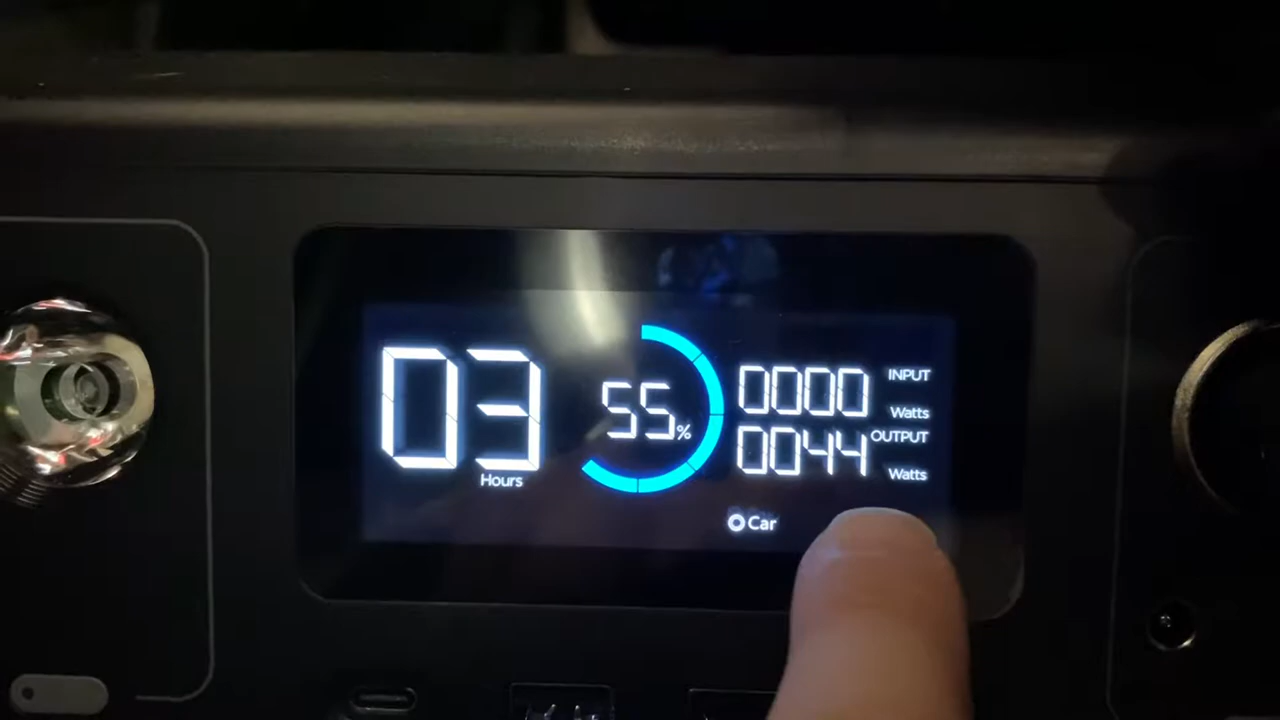 03
Hours
55%
0000 INPUT
Watts
0044 OUTPUT
Watts
Car